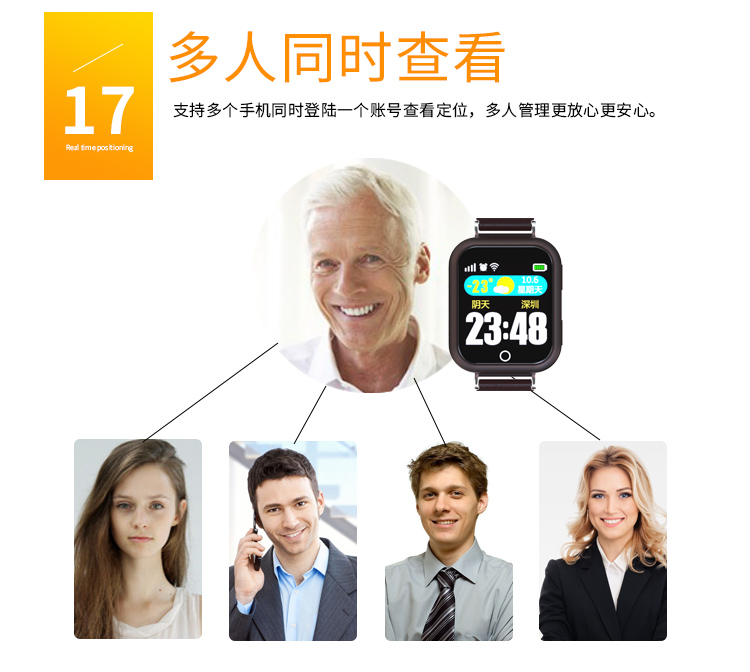 17
Real time positioning
多人同时查看
支持多个手机同时登陆一个账号查看定位，多人管理更放心更安心。
-23° 10.6
星期天
阴天 深圳
23:48